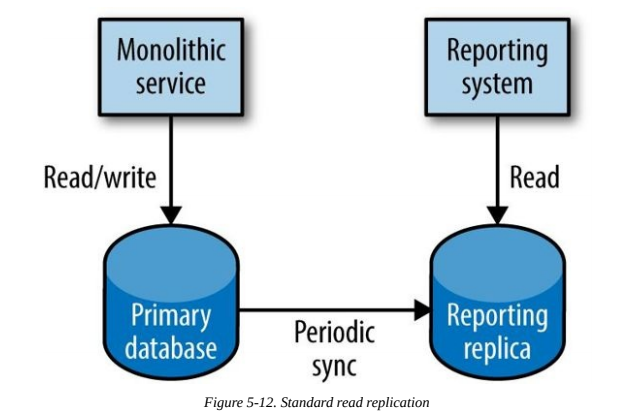 Monolithic
service
Reporting
system
Read/write
Read
Primary
database
Periodic
sync
Reporting
replica
Figure 5-12. Standard read replication